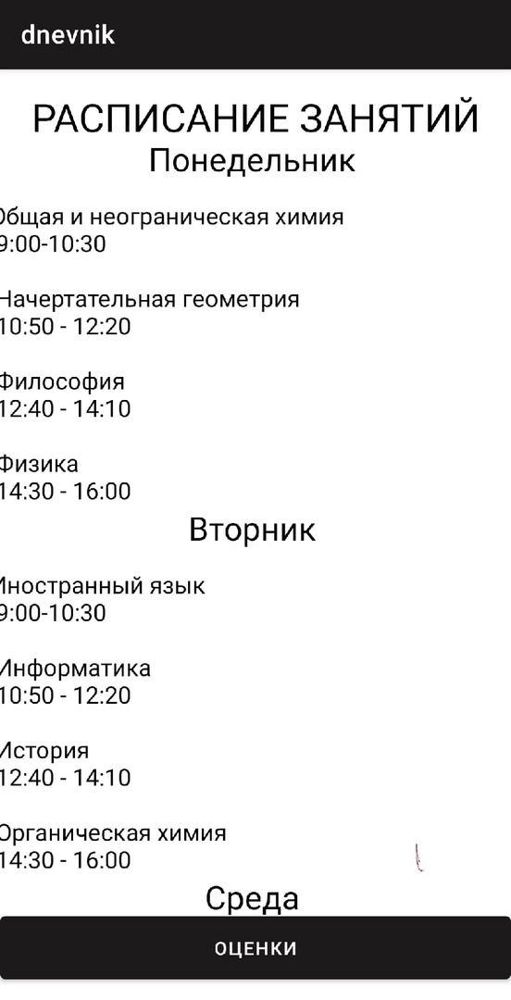 dnevnik
РАСПИСАНИЕ ЗАНЯТИЙ
Понедельник
Общая и неограническая химия
9:00-10:30
Начертательная геометрия
10:50 - 12:20
Философия
12:40 - 14:10
Физика
14:30 - 16:00
Вторник
Иностранный язык
9:00-10:30
Информатика
10:50 - 12:20
История
12:40 - 14:10
Органическая химия
14:30 - 16:00
Среда
ОЦЕНКИ